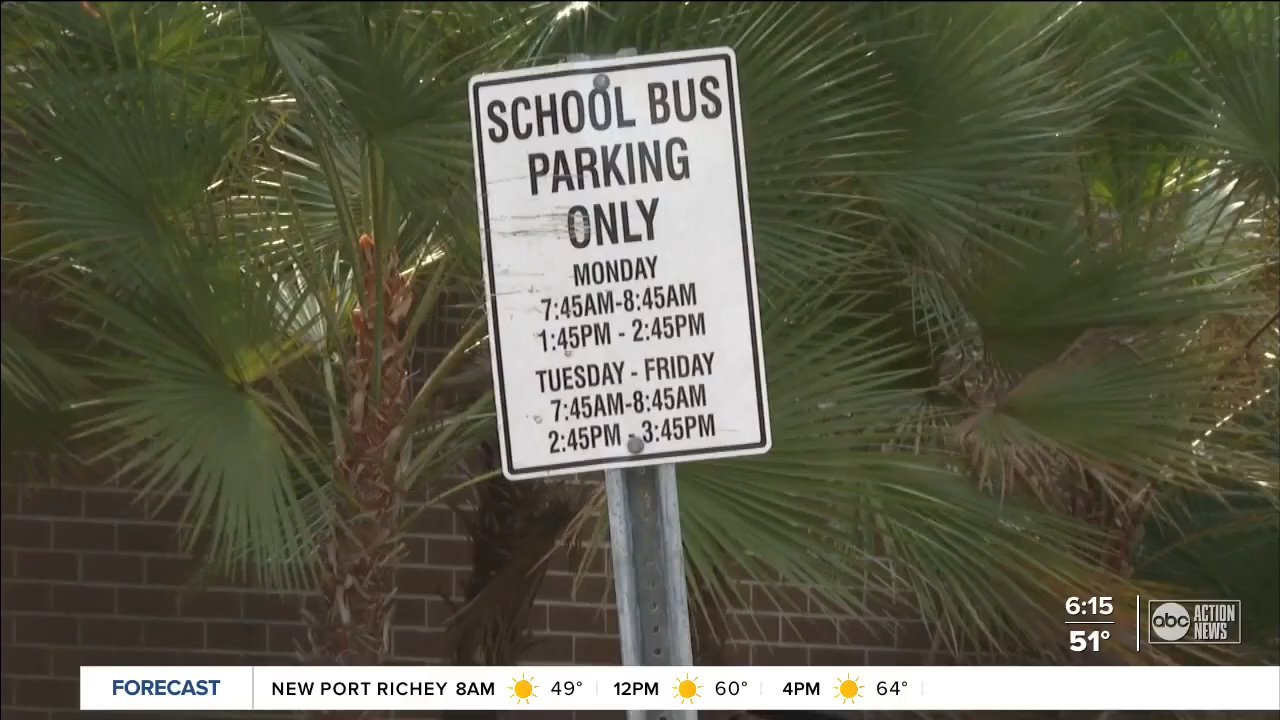 SCHOOL BUS
PARKING
ONLY
MONDAY
7:45AM-8:45AM
1:45PM - 2:45PM
TUESDAY - FRIDAY
7:45AM-8:45AM
2:45PM - 3:45PM
6:15
51°
abc ACTION
NEWS
FORECAST NEW PORT RICHEY 8AM 49° 12PM 60° 4PM 64°